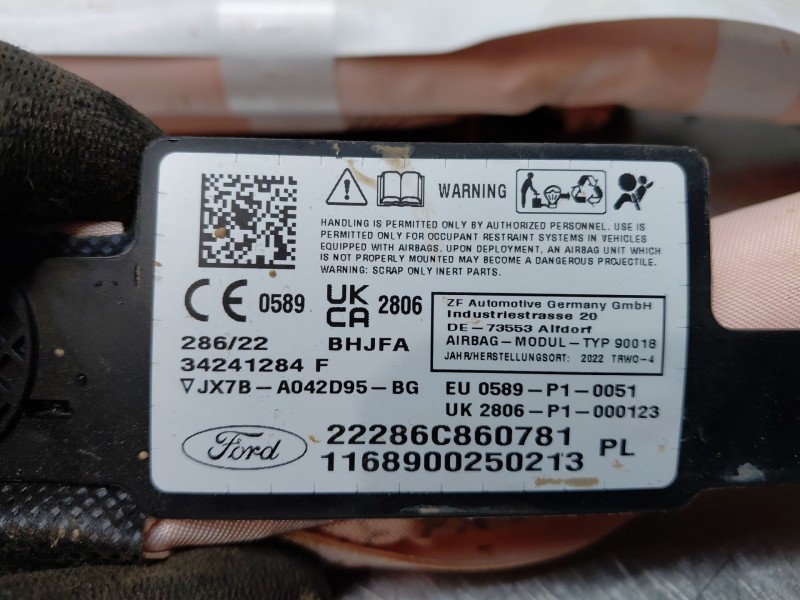 WARNING
HANDLING IS PERMITTED ONLY BY AUTHORIZED PERSONNEL. USE IS
PERMITTED ONLY FOR OCCUPANT RESTRAINT SYSTEMS IN VEHICLES
EQUIPPED WITH AIRBAGS. UPON DEPLOYMENT, AN AIRBAG UNIT WHICH
IS NOT PROPERLY MOUNTED MAY BECOME A DANGEROUS PROJECTILE.
WARNING: SCRAP ONLY INERT PARTS.
CE 0589 UK CA 2806
286/22 BHJFA
34241284 F
▽JX7B-A042D95-BG
ZF Automotive Germany GmbH
Industriestrasse 20
DE-73553 Alfdorf
AIRBAG-MODUL-TYP 90018
JAHR/HERSTELLUNGSORT: 2022 TRWO-4
EU 0589-P1-0051
UK 2806-P1-000123
Ford
22286C860781
1168900250213 PL